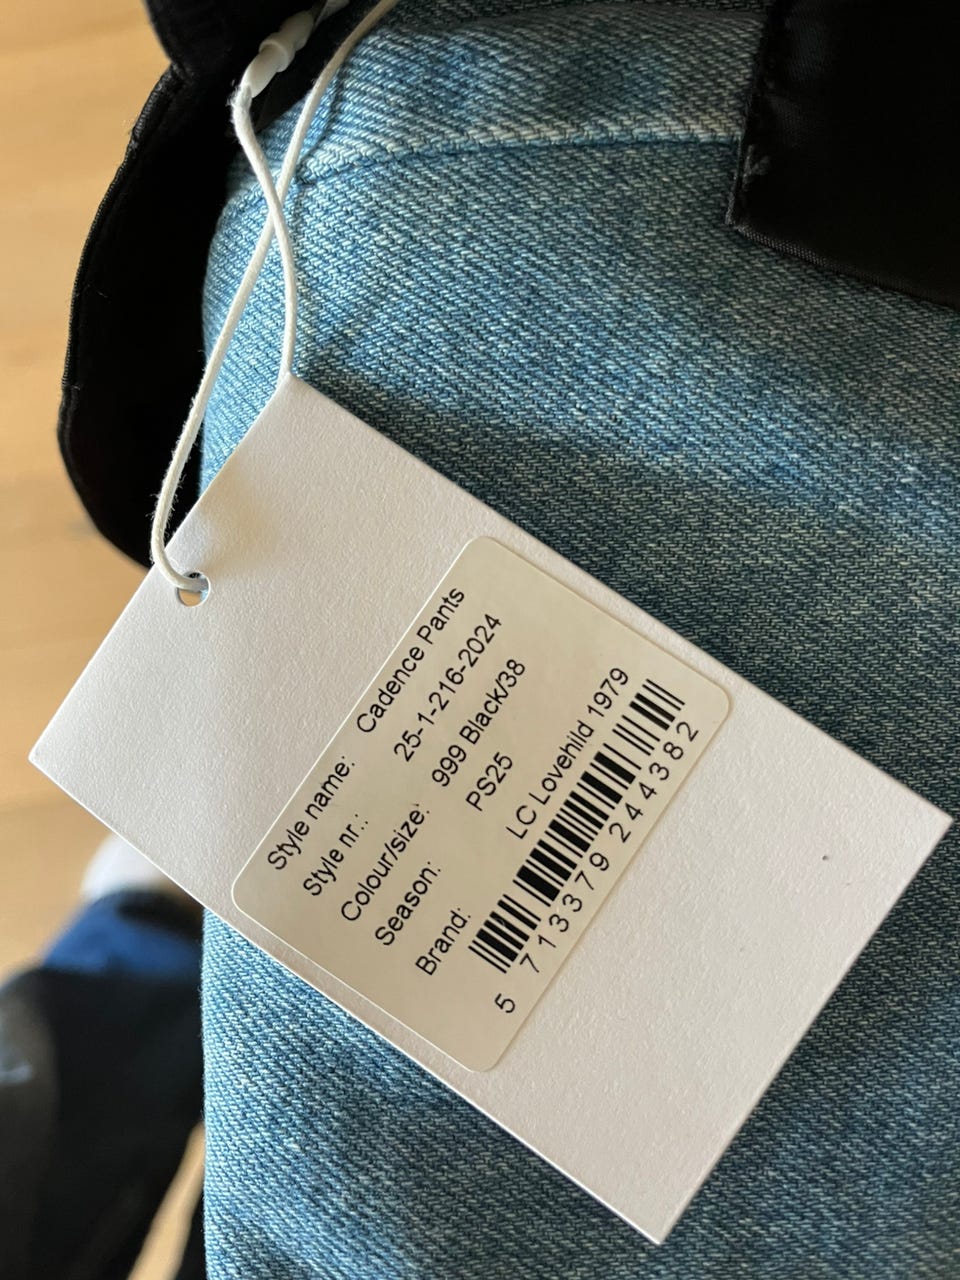 Style name: Cadence Pants
Style nr.: 25-1-216-2024
Colour/size: 999 Black/38
Season: PS25
Brand: LC Lovehild 1979
5 713379 244382